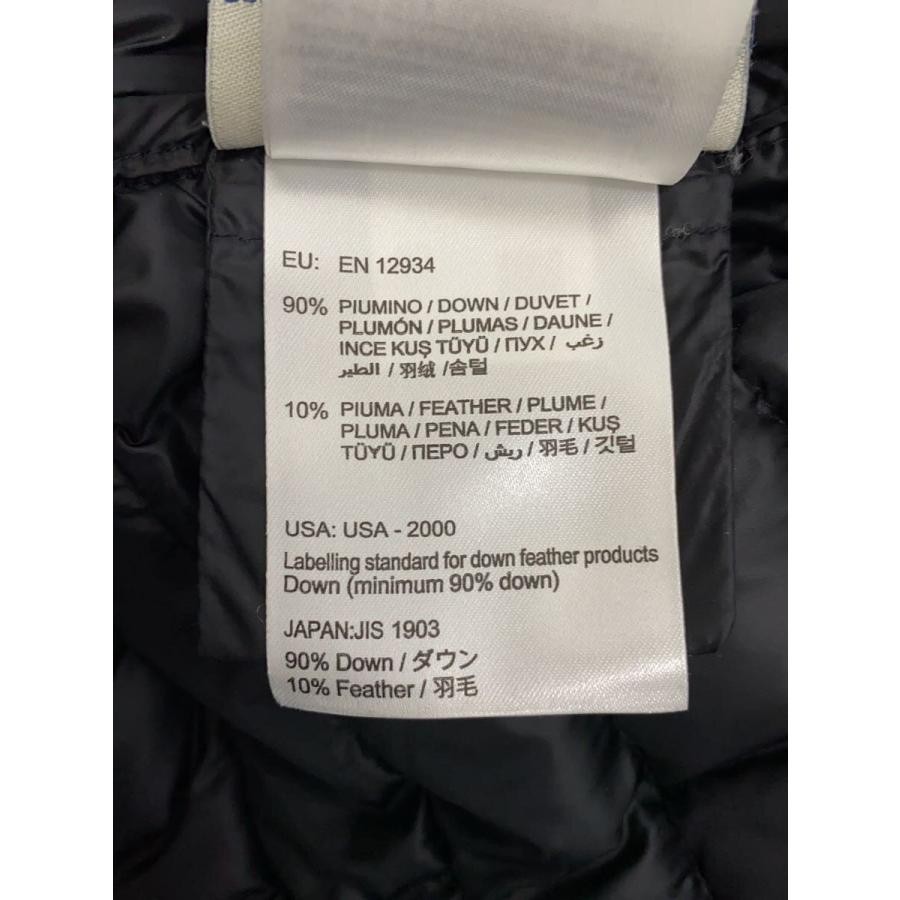 EU: EN 12934
90% PIUMINO / DOWN / DUVET /
PLUMÓN / PLUMAS / DAUNE /
INCE KUŞ TÜYÜ / ПУХ / زغب
الطير / 羽绒 /솜털
10% PIUMA / FEATHER / PLUME /
PLUMA / PENA / FEDER / KUŞ
TÜYÜ / ПЕРО / ريش / 羽毛 / 깃털
USA: USA - 2000
Labelling standard for down feather products
Down (minimum 90% down)
JAPAN:JIS 1903
90% Down / ダウン
10% Feather / 羽毛